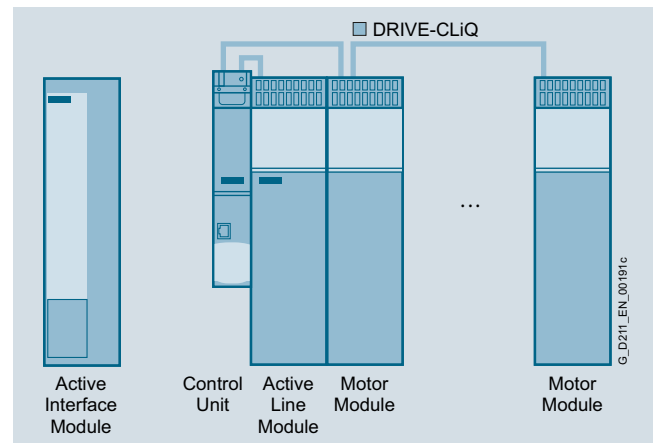 DRIVE-CLiQ
...
G_D211_EN_00191c
Active
Interface
Module
Control
Unit
Active
Line
Module
Motor
Module
Motor
Module